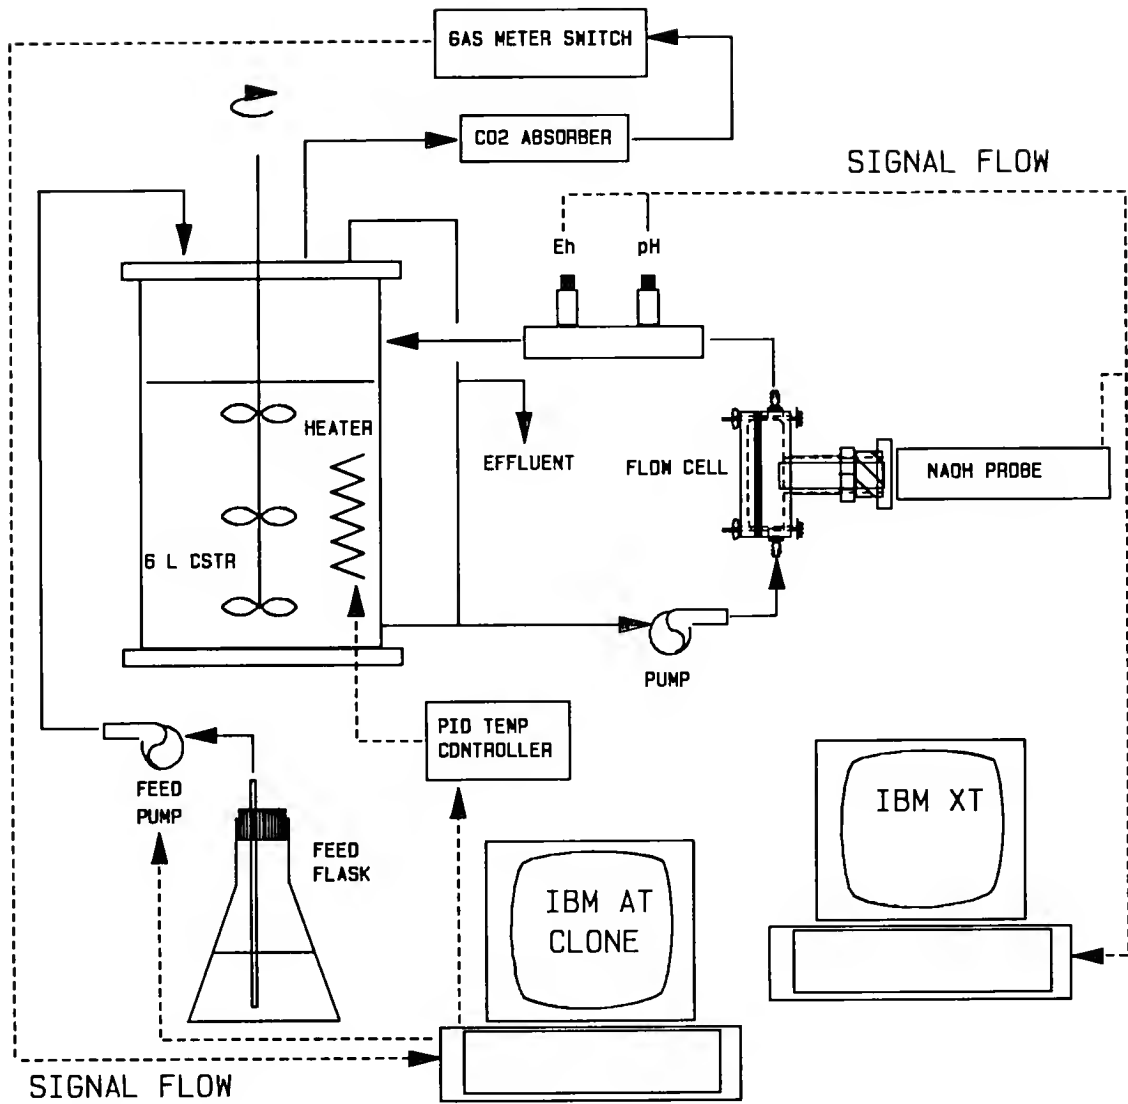 GAS METER SWITCH
CO2 ABSORBER
SIGNAL FLOW
Eh
pH
HEATER
EFFLUENT
FLOW CELL
NAOH PROBE
6 L CSTR
PUMP
PID TEMP
CONTROLLER
FEED
PUMP
IBM XT
FEED
FLASK
IBM AT
CLONE
SIGNAL FLOW